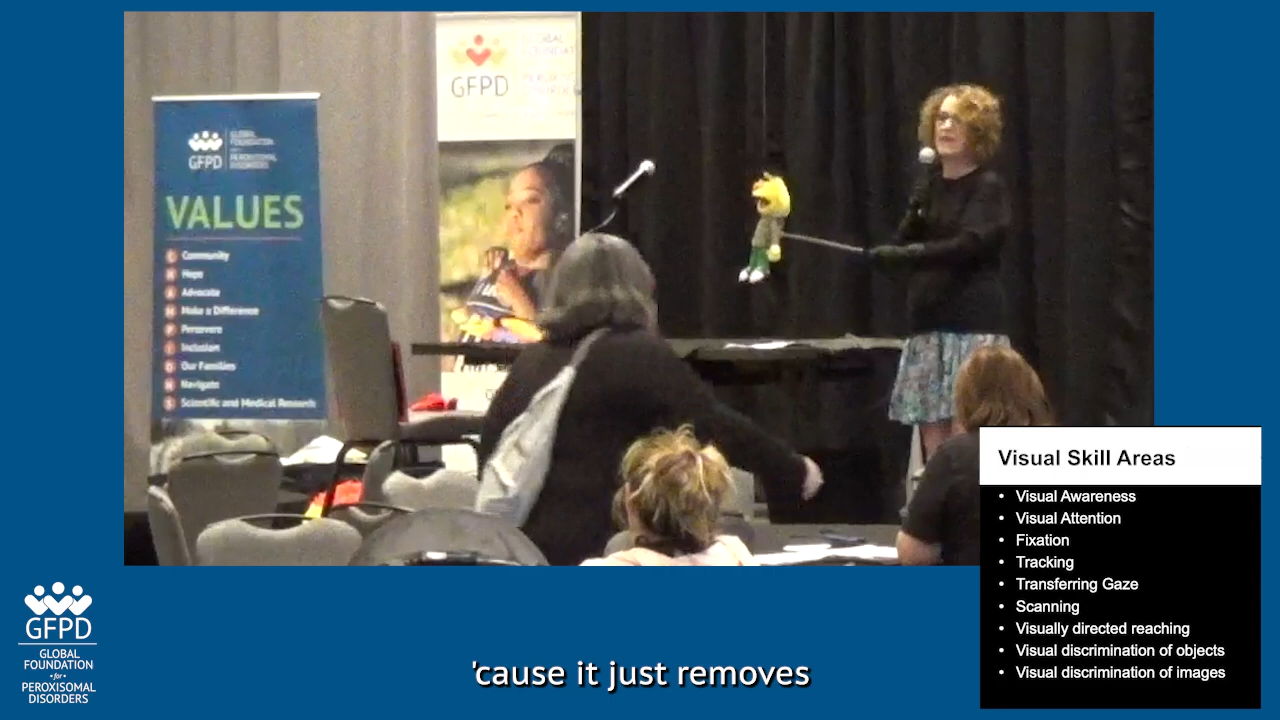 GLOBAL
FOUNDATION
PEROXISOMAL
DISORDERS
GFPD
VALUES
Community
Hope
Advocate
Make a Difference
Persevere
Inclusion
Our Families
Navigate
Scientific and Medical Research
GFPD
Visual Skill Areas
• Visual Awareness
• Visual Attention
• Fixation
• Tracking
• Transferring Gaze
• Scanning
• Visually directed reaching
• Visual discrimination of objects
• Visual discrimination of images
GFPD
GLOBAL
FOUNDATION
•for•
PEROXISOMAL
DISORDERS
'cause it just removes